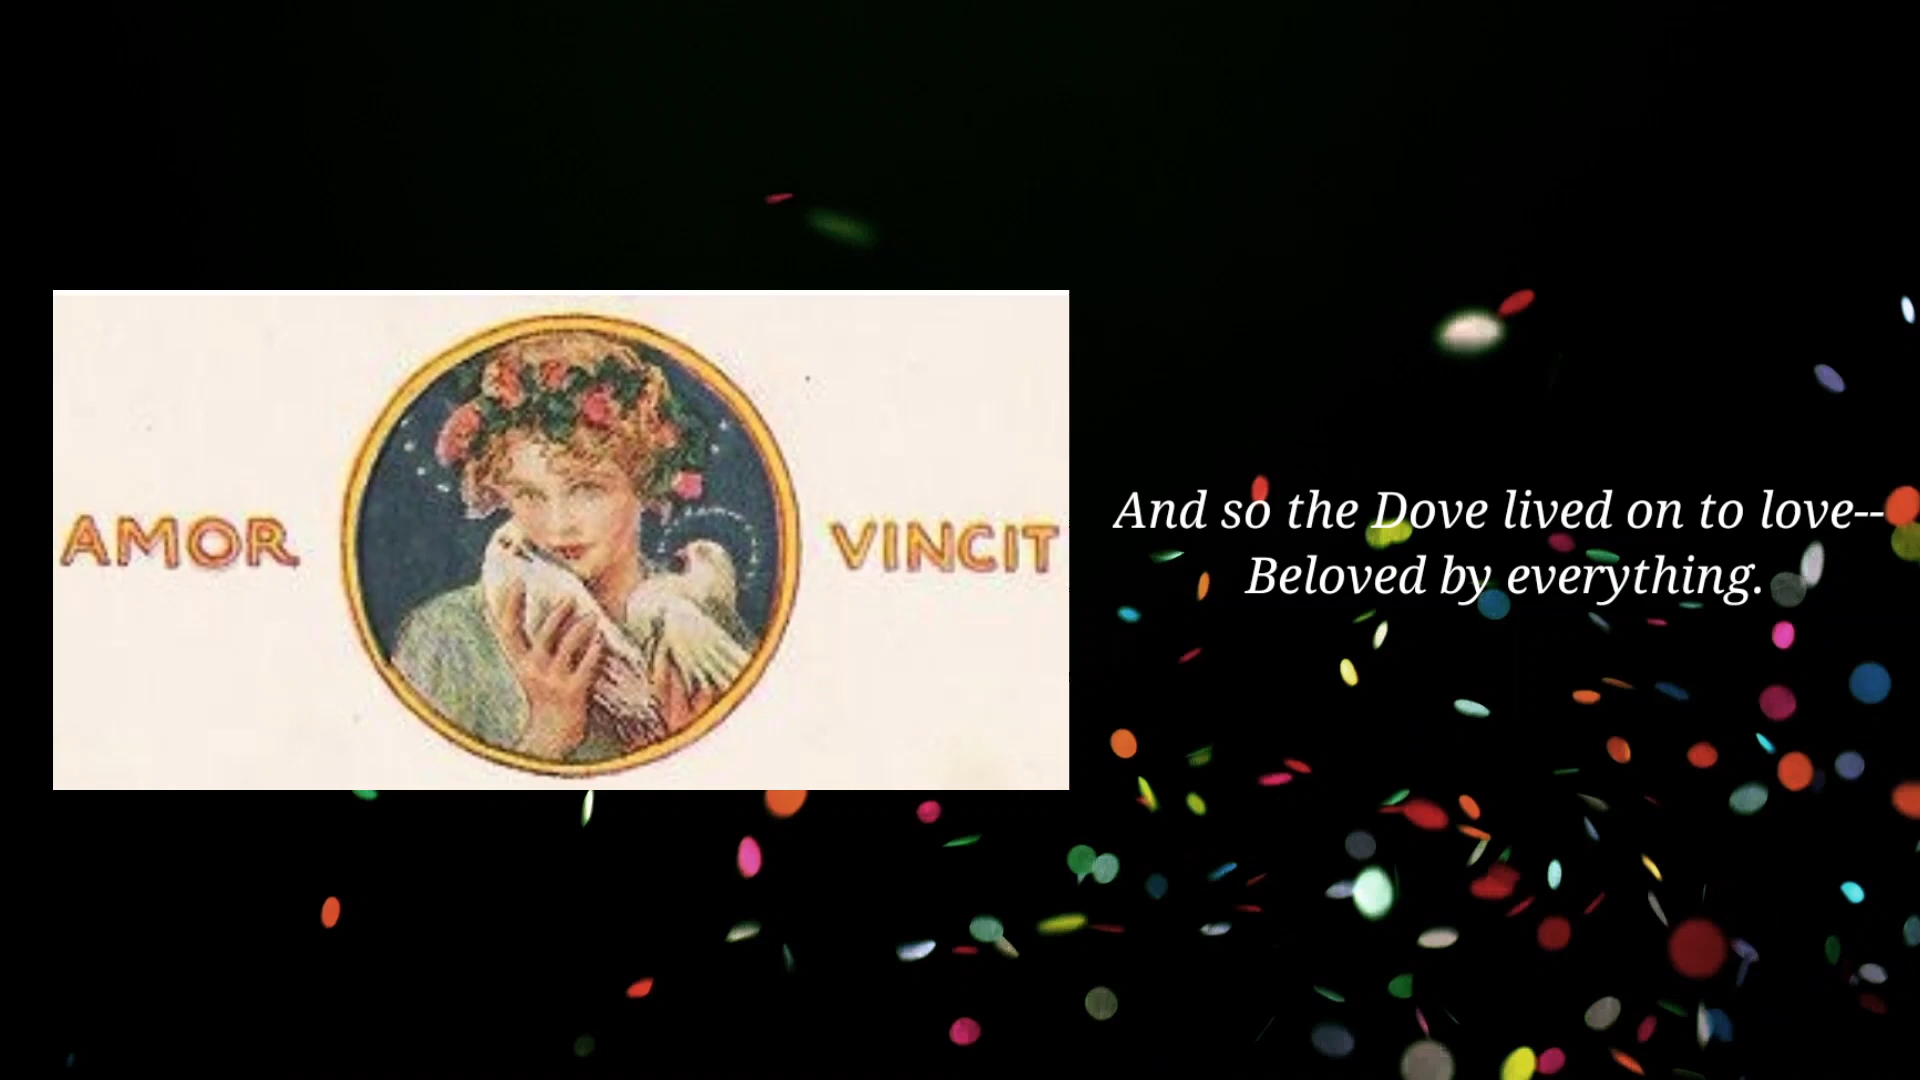 AMOR VINCIT
And so the Dove lived on to love--
Beloved by everything.